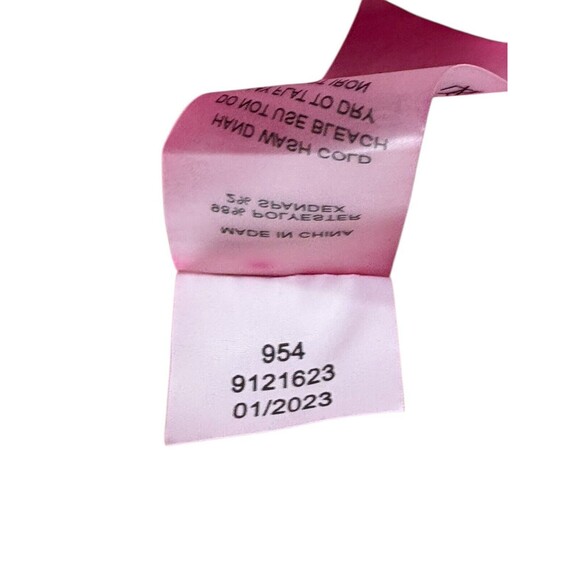 MADE IN CHINA
98% POLYESTER
2% SPANDEX
HAND WASH COLD
DO NOT USE BLEACH
FLAT TO DRY
IRON
954
9121623
01/2023